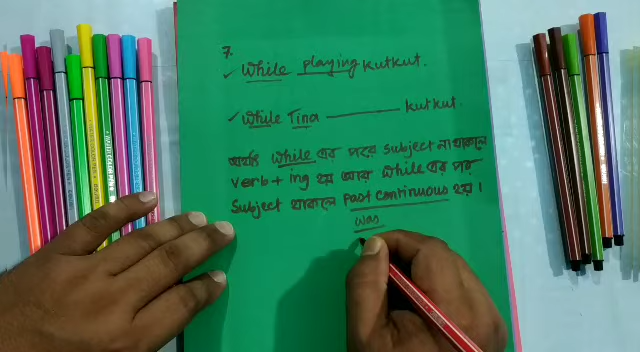 7.
✓ While playing kutkut.
✓ While Tina ________ kutkut.
অর্থাৎ While এর পরে subject না থাকলে
verb + ing হয় আর while এর পর
Subject থাকলে past continuous হয়।
was